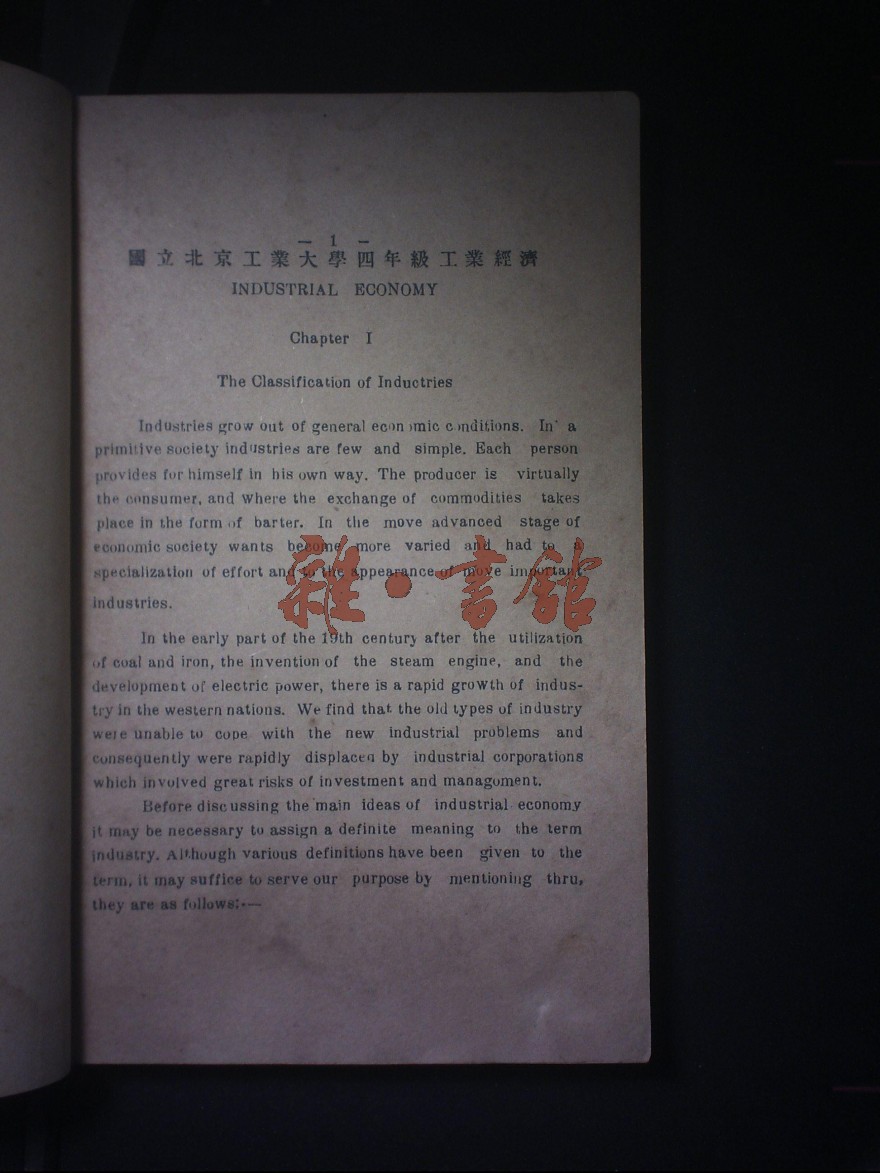 — 1 —
國立北京工業大學四年級工業經濟
INDUSTRIAL ECONOMY
Chapter I
The Classification of Inductries
Industries grow out of general economic conditions. In a
primitive society industries are few and simple. Each person
provides for himself in his own way. The producer is virtually
the consumer, and where the exchange of commodities takes
place in the form of barter. In the move advanced stage of
economic society wants become more varied and had to a
specialization of effort and to the appearance of move important
industries.
In the early part of the 19th century after the utilization
of coal and iron, the invention of the steam engine, and the
development of electric power, there is a rapid growth of indus-
try in the western nations. We find that the old types of industry
were unable to cope with the new industrial problems and
consequently were rapidly displaced by industrial corporations
which involved great risks of investment and managoment.
Before discussing the main ideas of industrial economy
it may be necessary to assign a definite meaning to the term
industry. Although various definitions have been given to the
term, it may suffice to serve our purpose by mentioning thru,
they are as follows:—
雜·書館